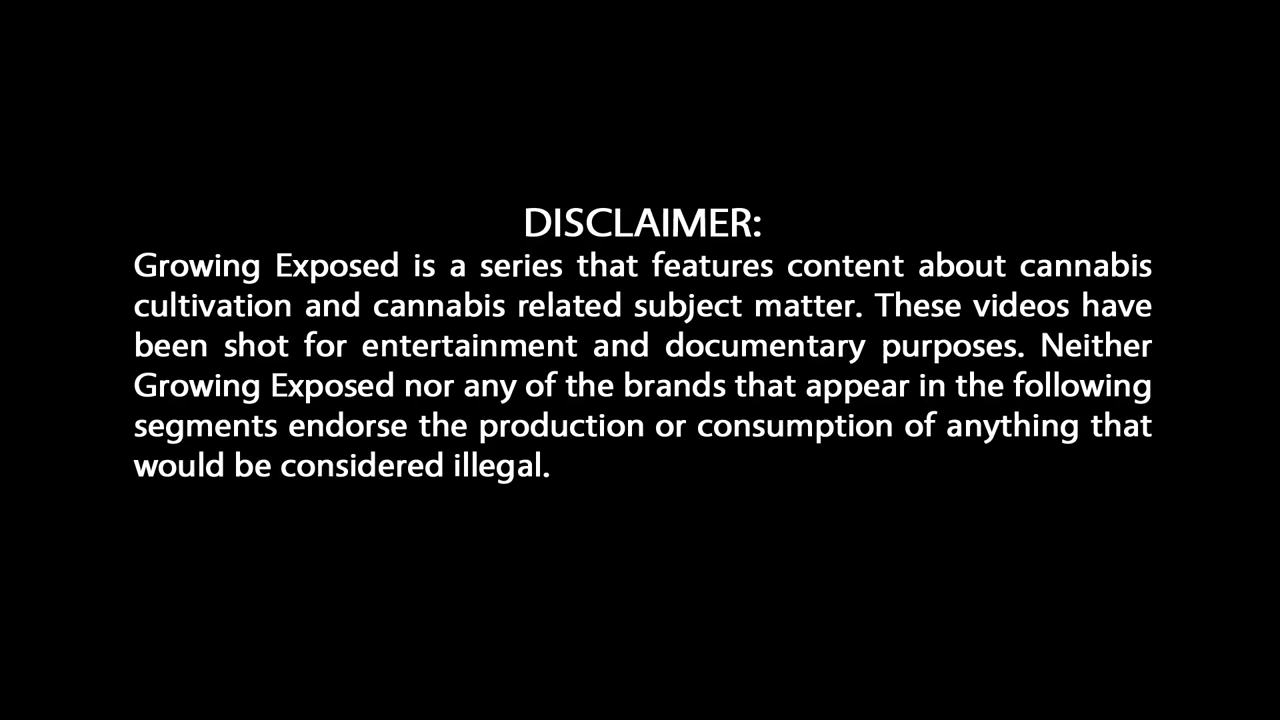 DISCLAIMER:
Growing Exposed is a series that features content about cannabis
cultivation and cannabis related subject matter. These videos have
been shot for entertainment and documentary purposes. Neither
Growing Exposed nor any of the brands that appear in the following
segments endorse the production or consumption of anything that
would be considered illegal.